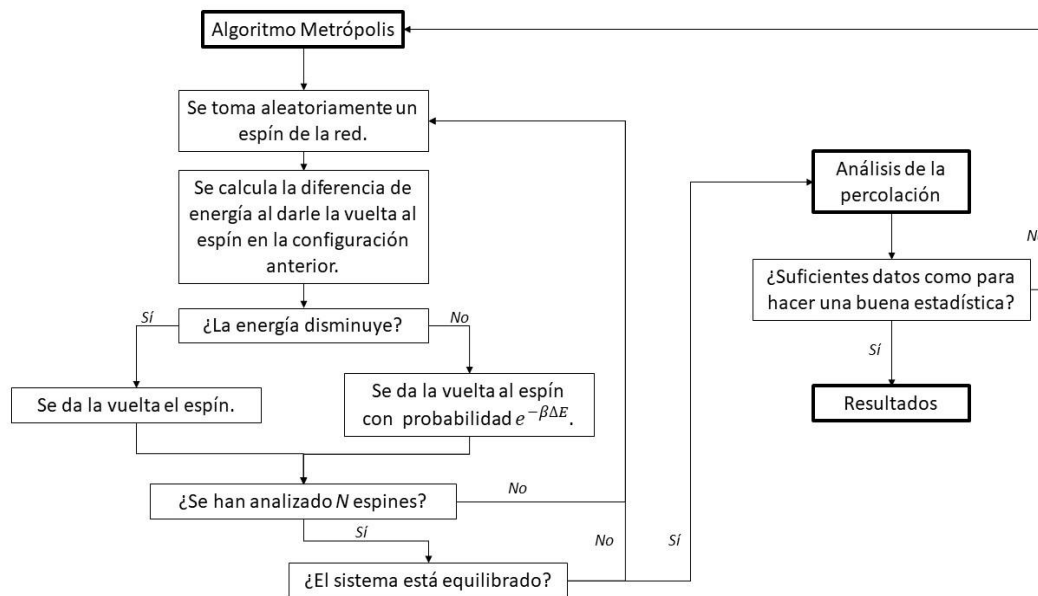 Algoritmo Metrópolis
Se toma aleatoriamente un
espín de la red.
Se calcula la diferencia de
energía al darle la vuelta al
espín en la configuración
anterior.
Sí
¿La energía disminuye?
No
Se da la vuelta el espín.
Se da la vuelta al espín
con probabilidad e^{−βΔE}.
¿Se han analizado N espines?
No
Sí
¿El sistema está equilibrado?
No
Sí
Análisis de la
percolación
¿Suficientes datos como para
hacer una buena estadística?
No
Sí
Resultados